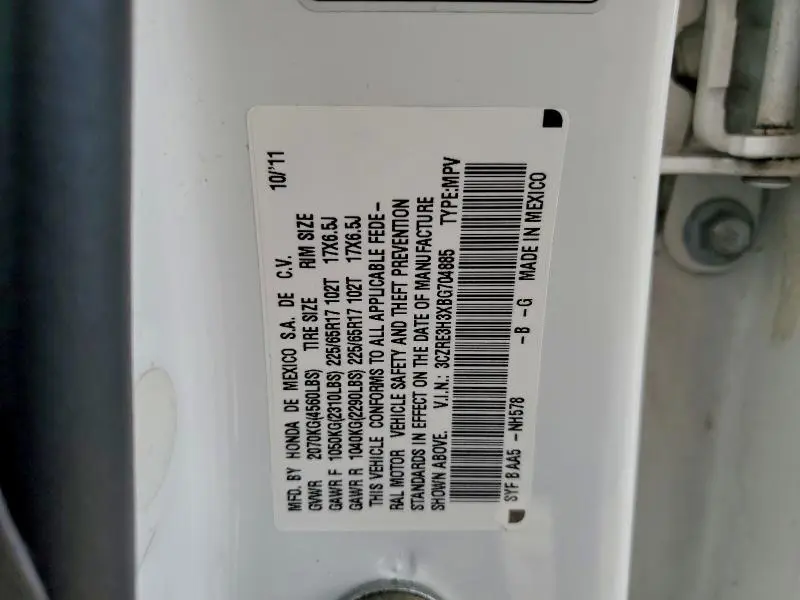 MFD. BY HONDA DE MEXICO S.A. DE C.V. 10/'11
GVWR 2070KG(4560LBS) TIRE SIZE RIM SIZE
GAWR F 1050KG(2310LBS) 225/65R17 102T 17X6.5J
GAWR R 1040KG(2290LBS) 225/65R17 102T 17X6.5J
THIS VEHICLE CONFORMS TO ALL APPLICABLE FEDE-
RAL MOTOR VEHICLE SAFETY AND THEFT PREVENTION
STANDARDS IN EFFECT ON THE DATE OF MANUFACTURE
SHOWN ABOVE. V.I.N.: 3CZRE3H3XBG704885 TYPE:MPV
SYF B AA5 -NH578 -B -G MADE IN MEXICO